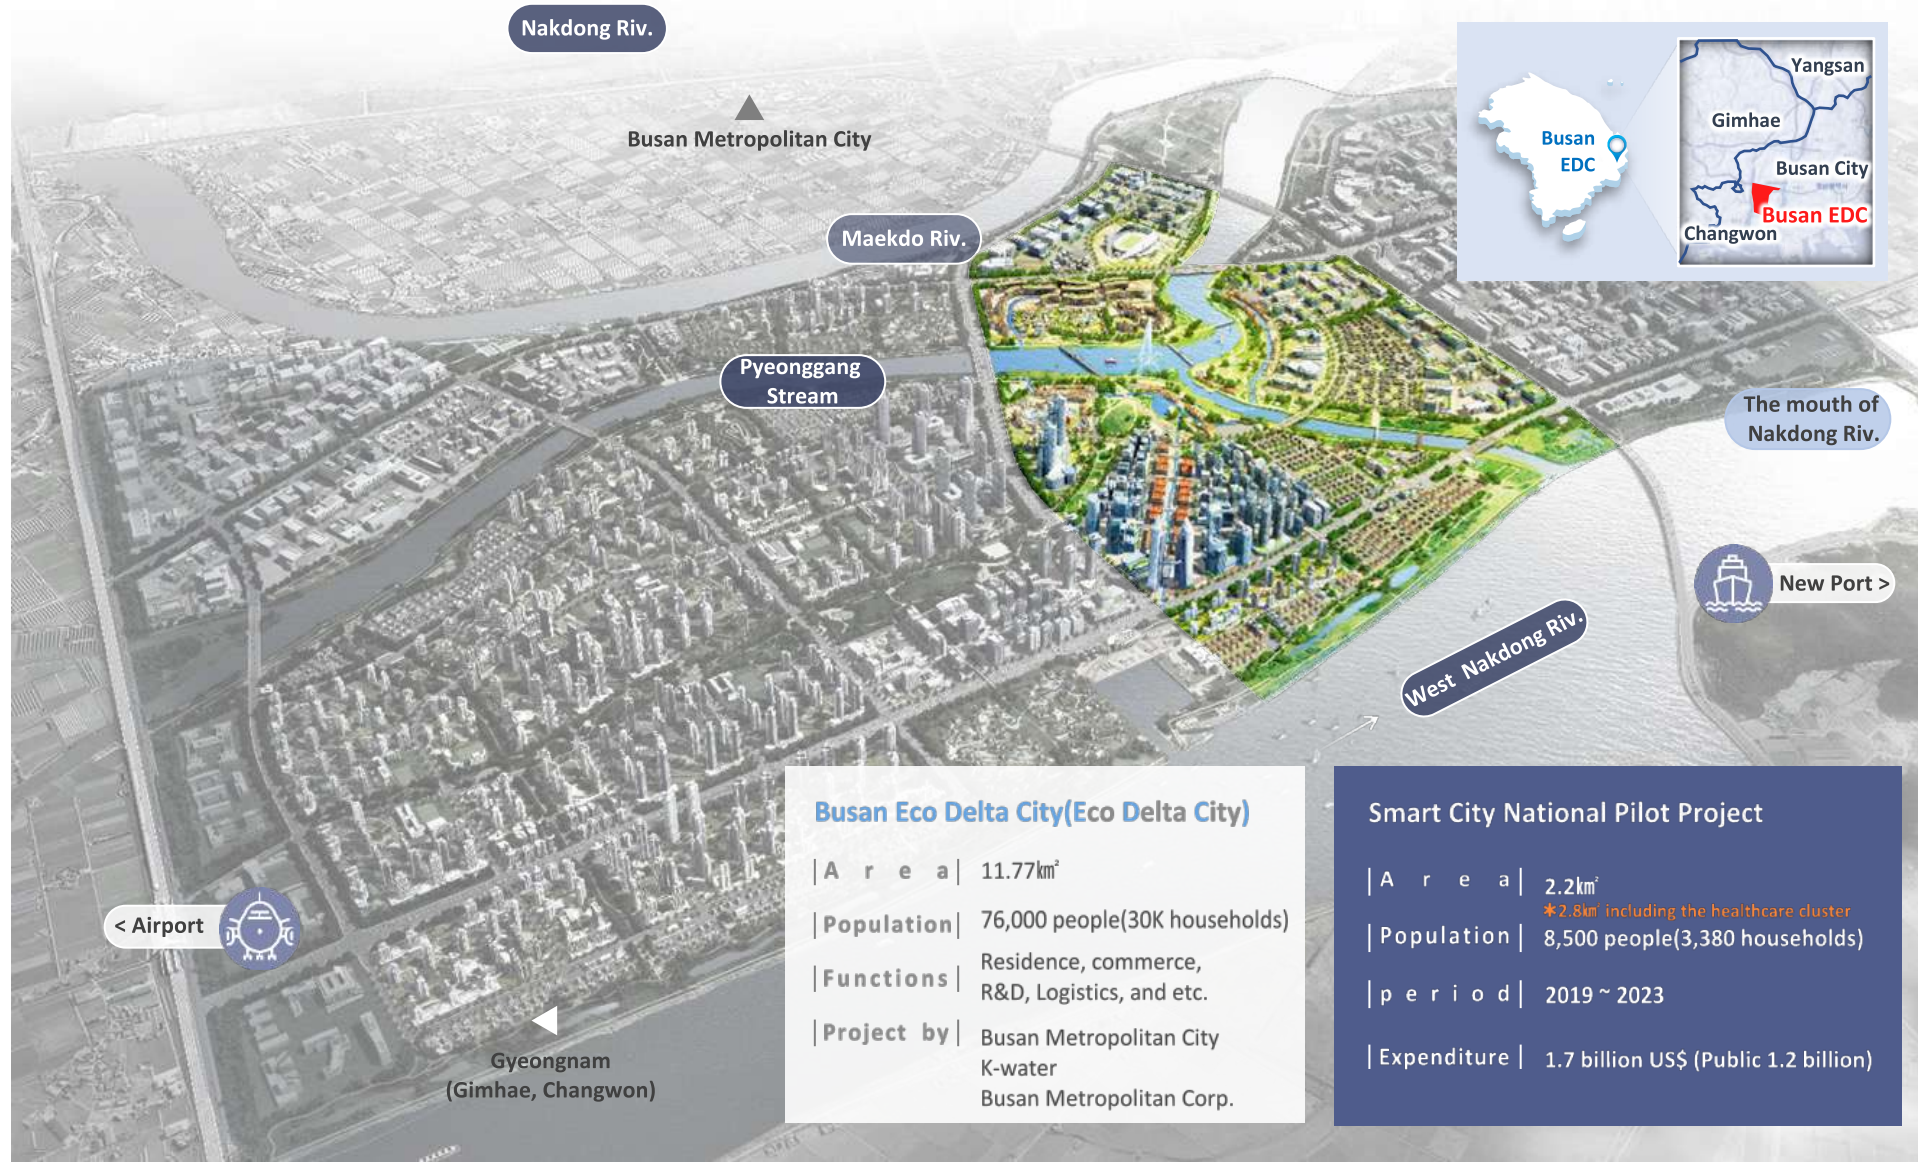 Nakdong Riv.
Busan Metropolitan City
Maekdo Riv.
Pyeonggang
Stream
Busan
EDC
Yangsan
Gimhae
Busan City
Busan EDC
Changwon
The mouth of
Nakdong Riv.
New Port >
West Nakdong Riv.
< Airport
Gyeongnam
(Gimhae, Changwon)
Busan Eco Delta City(Eco Delta City)
|Area| 11.77㎢
|Population| 76,000 people(30K households)
|Functions| Residence, commerce,
R&D, Logistics, and etc.
|Project by| Busan Metropolitan City
K-water
Busan Metropolitan Corp.
Smart City National Pilot Project
|Area| 2.2㎢
*2.8㎢ including the healthcare cluster
|Population| 8,500 people(3,380 households)
|period| 2019 ~ 2023
|Expenditure| 1.7 billion US$ (Public 1.2 billion)